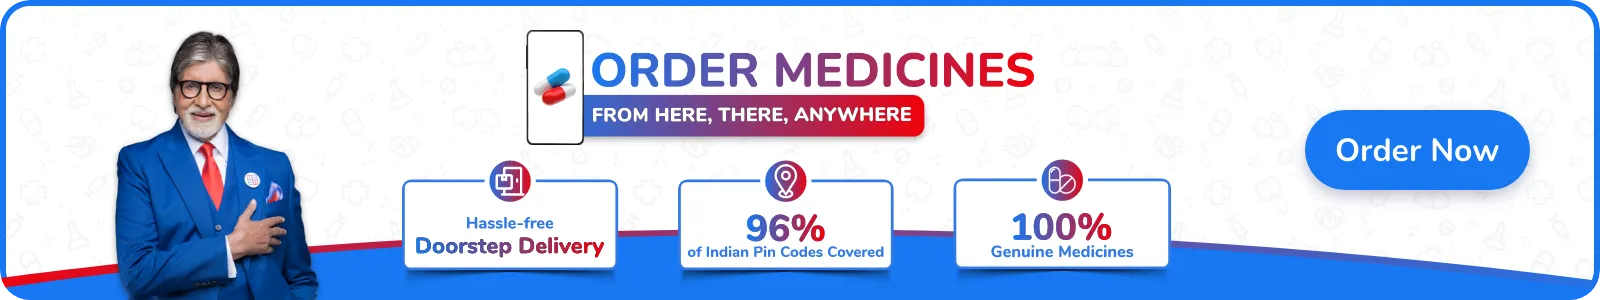 ORDER MEDICINES
FROM HERE, THERE, ANYWHERE
Hassle-free
Doorstep Delivery
96%
of Indian Pin Codes Covered
100%
Genuine Medicines
Order Now